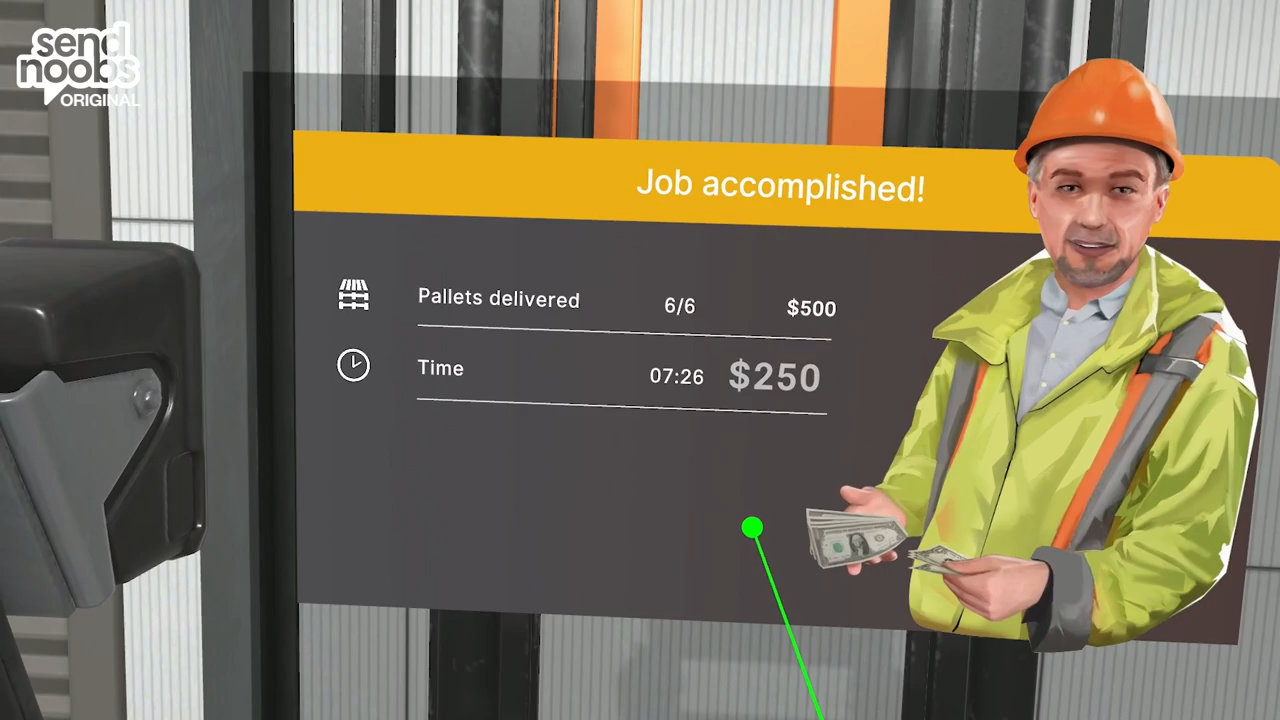 send
noobs
ORIGINAL
Job accomplished!
Pallets delivered 6/6 $500
Time 07:26 $250